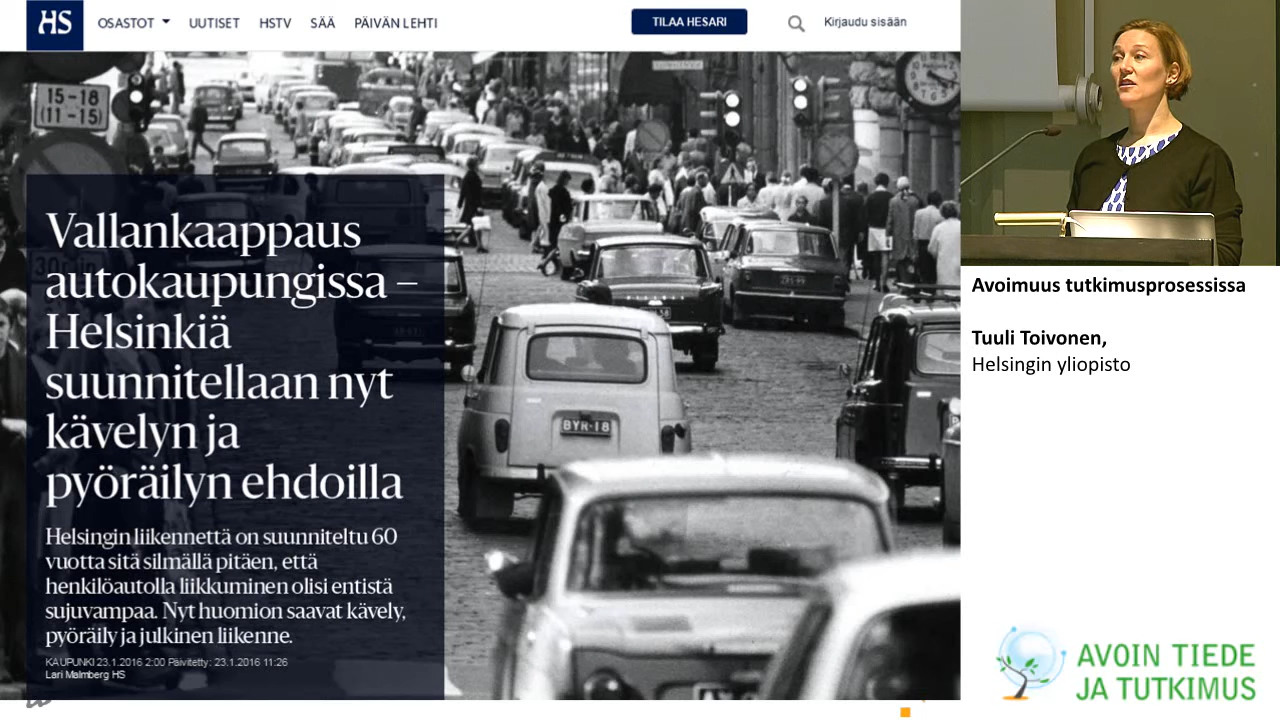 HS
OSASTOT
UUTISET
HSTV
SÄÄ
PÄIVÄN LEHTI
TILAA HESARI
Kirjaudu sisään
15-18
(11-15)
Vallankaappaus
autokaupungissa –
Helsinkiä
suunnitellaan nyt
kävelyn ja
pyöräilyn ehdoilla
Helsingin liikennettä on suunniteltu 60
vuotta sitä silmällä pitäen, että
henkilöautolla liikkuminen olisi entistä
sujuvampaa. Nyt huomion saavat kävely,
pyöräily ja julkinen liikenne.
KAUPUNKI 23.1.2016 2:00 Päivitetty: 23.1.2016 11:26
Lari Malmberg HS
BYR-18
Avoimuus tutkimusprosessissa
Tuuli Toivonen,
Helsingin yliopisto
AVOIN TIEDE
JA TUTKIMUS